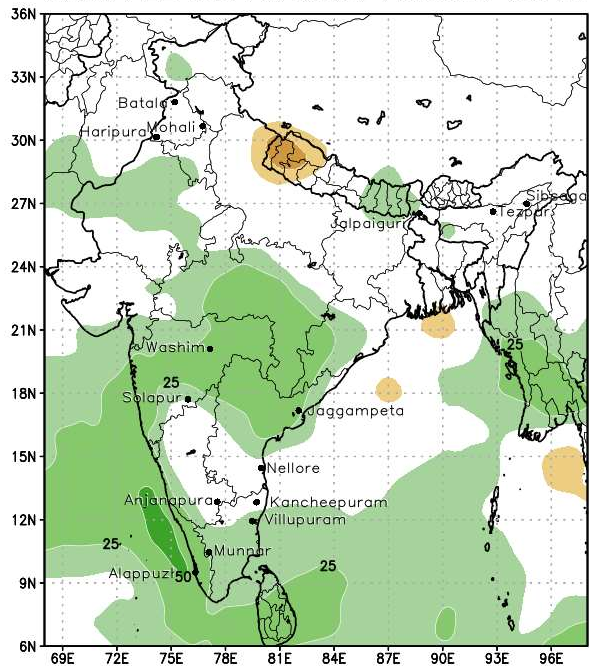 36N
33N
Batala
Mohali
Haripura
30N
27N
Sibsaga
Tezpur
Jalpaiguri
24N
21N
Washim
25
25
18N
Solapur
Jaggampeta
15N
Nellore
Anjanapura
Kancheepuram
12N
Villupuram
25
Munnar
25
Alappuzh
50
9N
6N
69E 72E 75E 78E 81E 84E 87E 90E 93E 96E